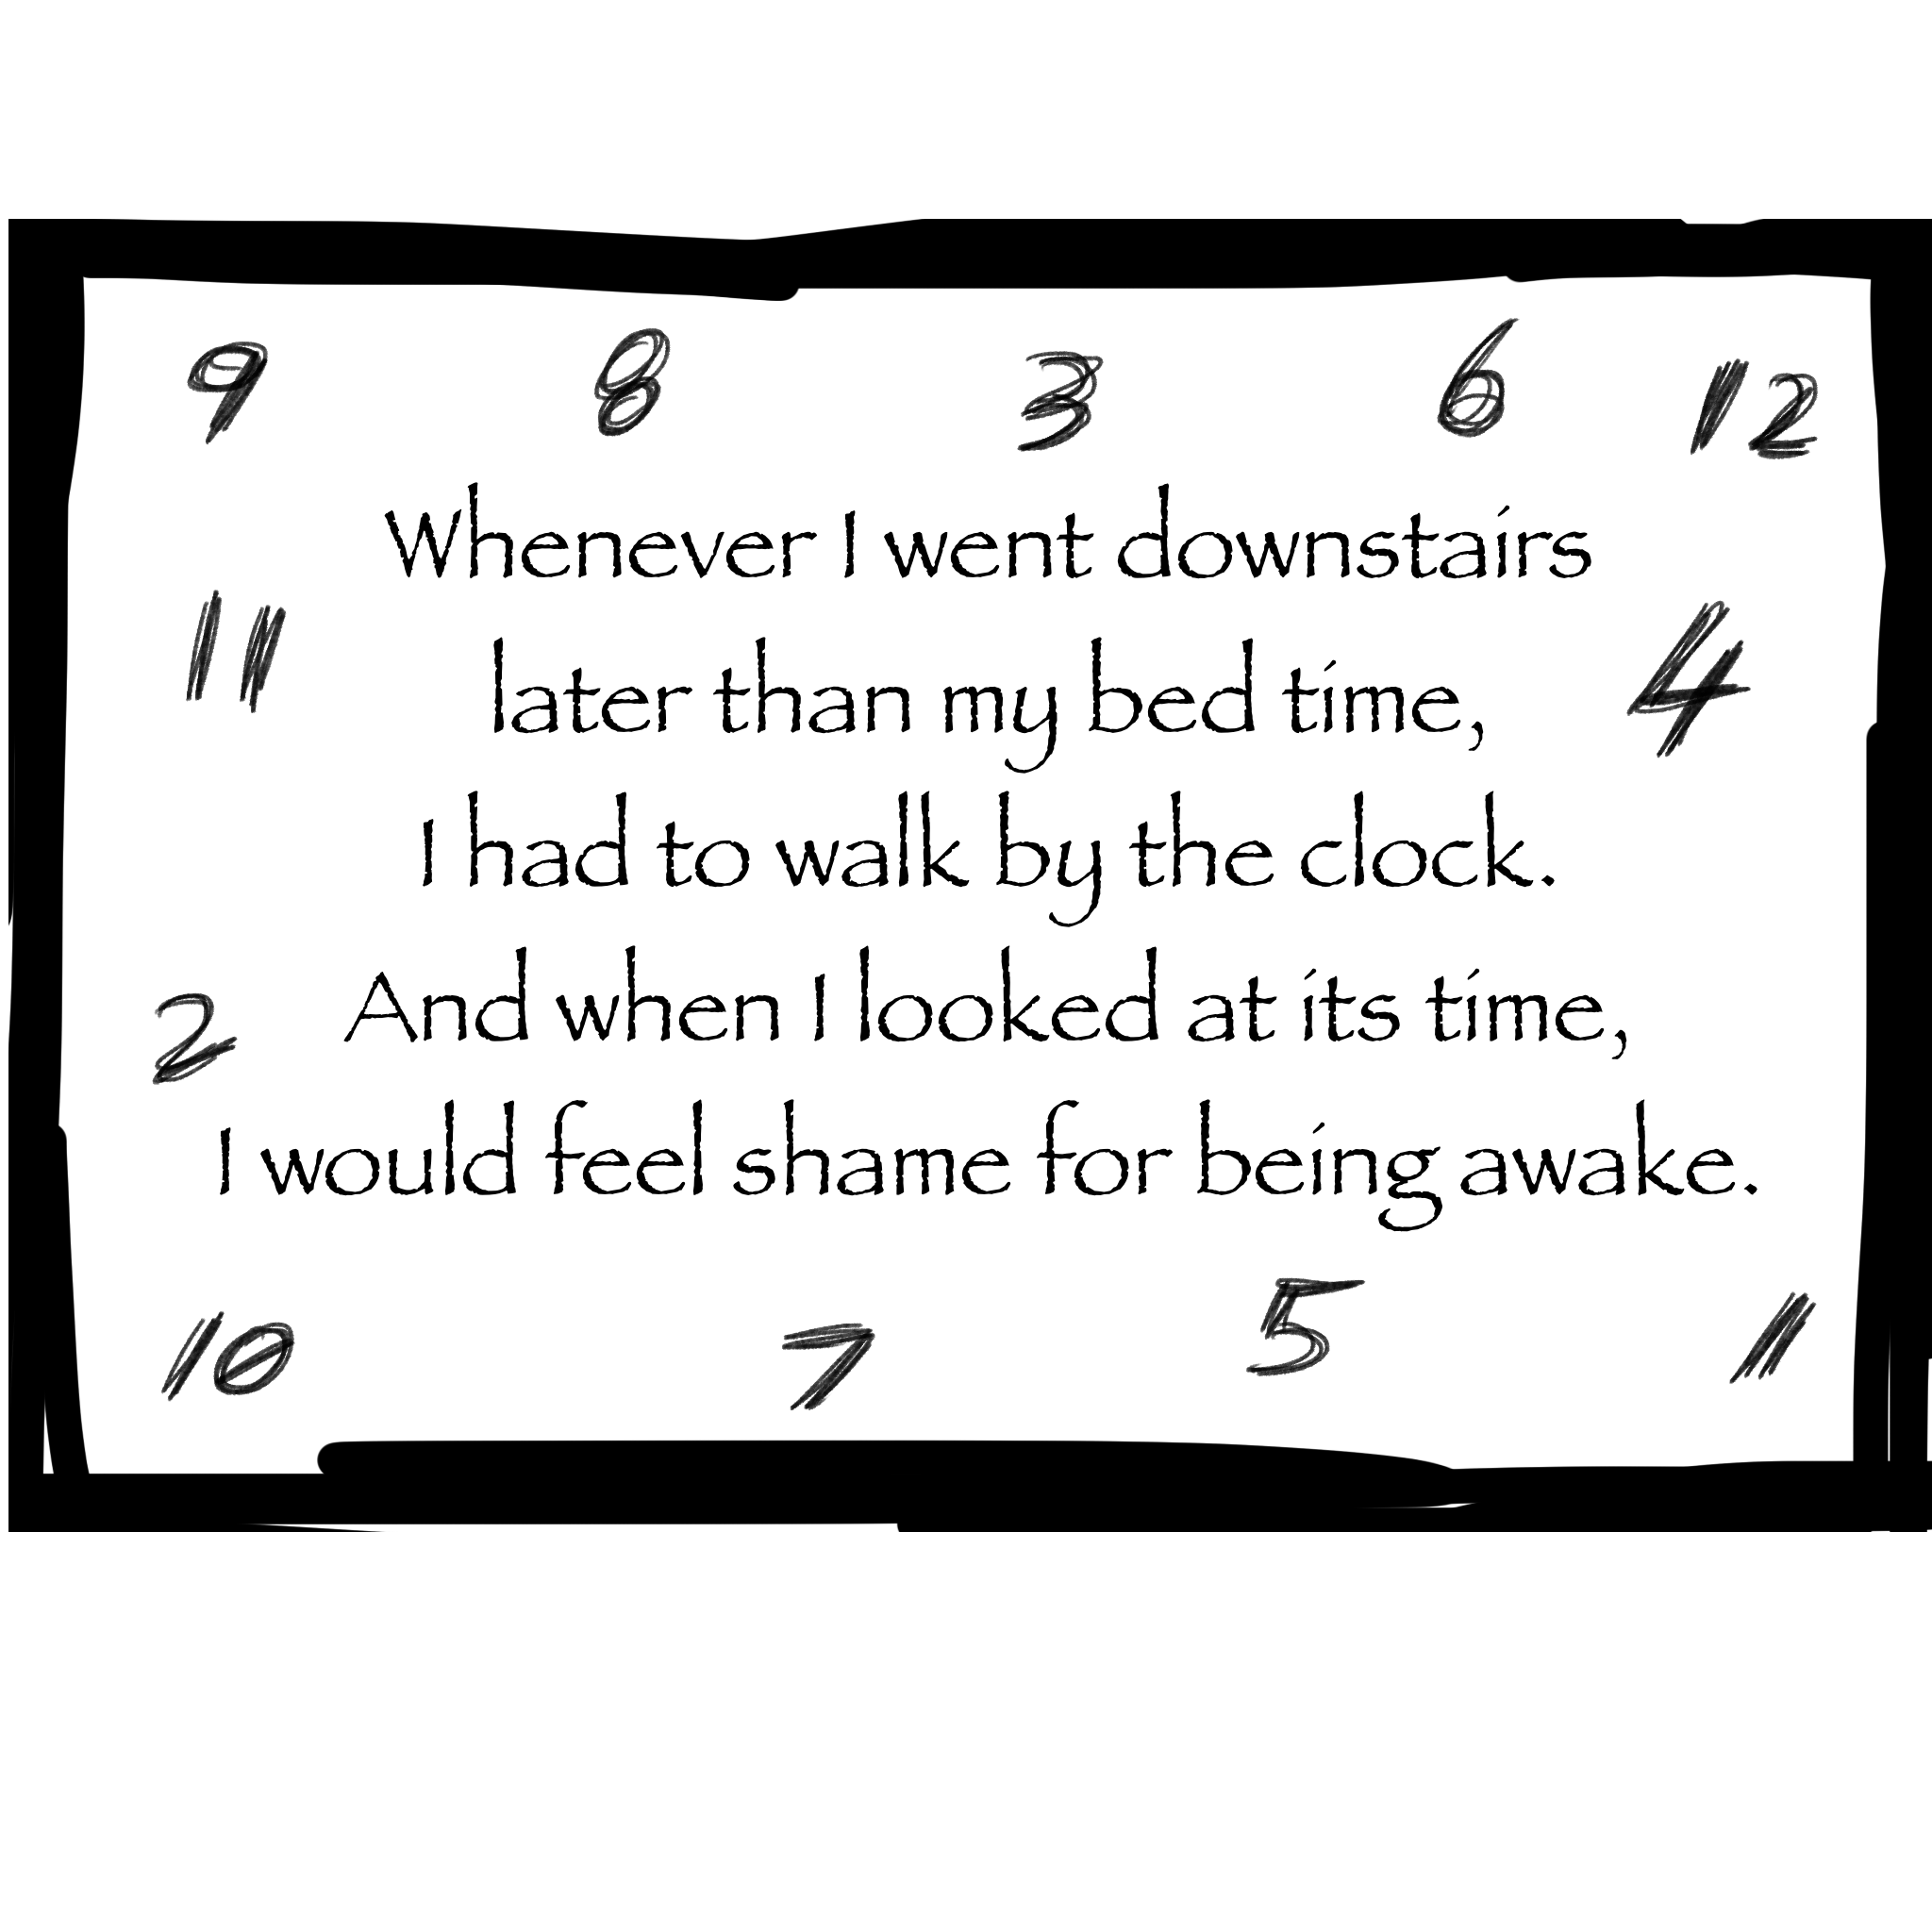 9 8 3 6 12
Whenever I went downstairs
11 4
later than my bed time,
I had to walk by the clock.
2 And when I looked at its time,
I would feel shame for being awake.
10 7 5 1